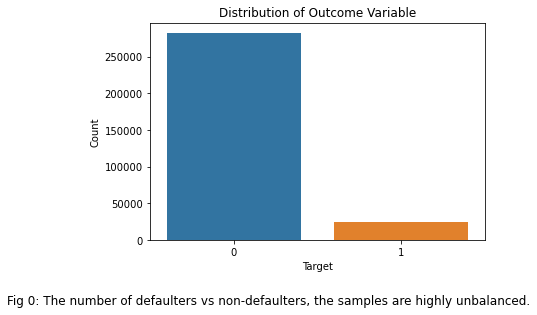 Distribution of Outcome Variable
250000
200000
150000
100000
50000
0
Count
0 1
Target
Fig 0: The number of defaulters vs non-defaulters, the samples are highly unbalanced.